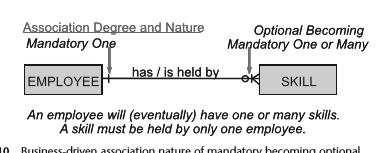 Association Degree and Nature
Mandatory One
Optional Becoming
Mandatory One or Many
EMPLOYEE
has / is held by
SKILL
An employee will (eventually) have one or many skills.
A skill must be held by only one employee.
Business-driven association nature of mandatory becoming optional